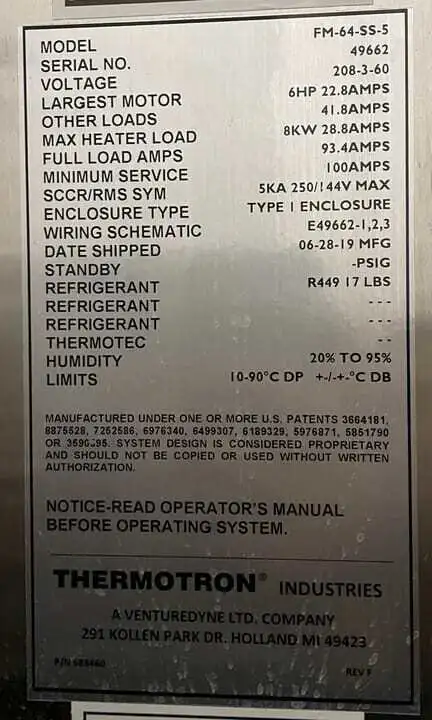 MODEL FM-64-SS-5
SERIAL NO. 49662
VOLTAGE 208-3-60
LARGEST MOTOR 6HP 22.8AMPS
OTHER LOADS 41.8AMPS
MAX HEATER LOAD 8KW 28.8AMPS
FULL LOAD AMPS 93.4AMPS
MINIMUM SERVICE 100AMPS
SCCR/RMS SYM 5KA 250/144V MAX
ENCLOSURE TYPE TYPE 1 ENCLOSURE
WIRING SCHEMATIC E49662-1,2,3
DATE SHIPPED 06-28-19 MFG
STANDBY -PSIG
REFRIGERANT R449 17 LBS
REFRIGERANT - - -
REFRIGERANT - - -
THERMOTEC - -
HUMIDITY 20% TO 95%
LIMITS 10-90°C DP +-/-+-°C DB
MANUFACTURED UNDER ONE OR MORE U.S. PATENTS 3664181,
8875528, 7252586, 6976340, 6499307, 6189329, 5976871, 5851790
OR SYSTEM DESIGN IS CONSIDERED PROPRIETARY
AND SHOULD NOT BE COPIED OR USED WITHOUT WRITTEN
AUTHORIZATION.
NOTICE-READ OPERATOR'S MANUAL
BEFORE OPERATING SYSTEM.
THERMOTRON® INDUSTRIES
A VENTUREDYNE LTD. COMPANY
291 KOLLEN PARK DR. HOLLAND MI 49423
P/N 688460
REV F